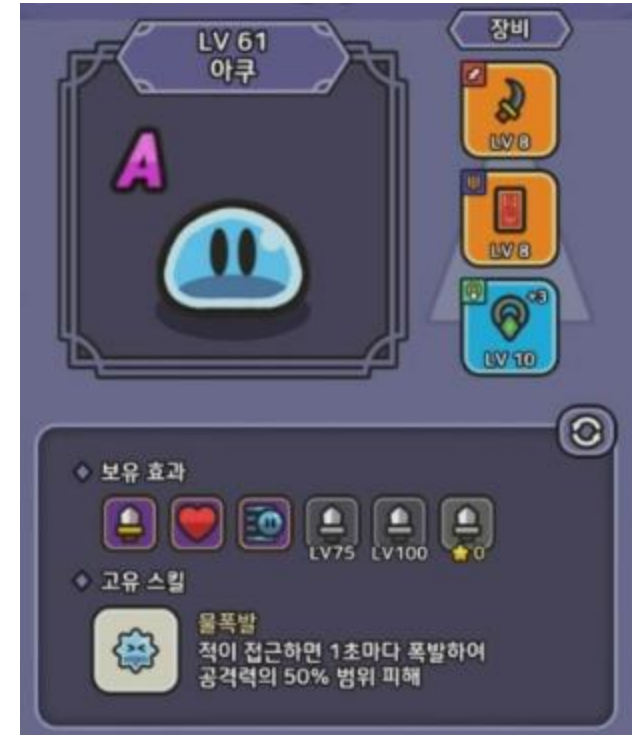 LV 61
아쿠
장비
A
LV 8
LV 8
+3
LV 10
보유 효과
LV75
LV100
0
고유 스킬
물폭발
적이 접근하면 1초마다 폭발하여
공격력의 50% 범위 피해